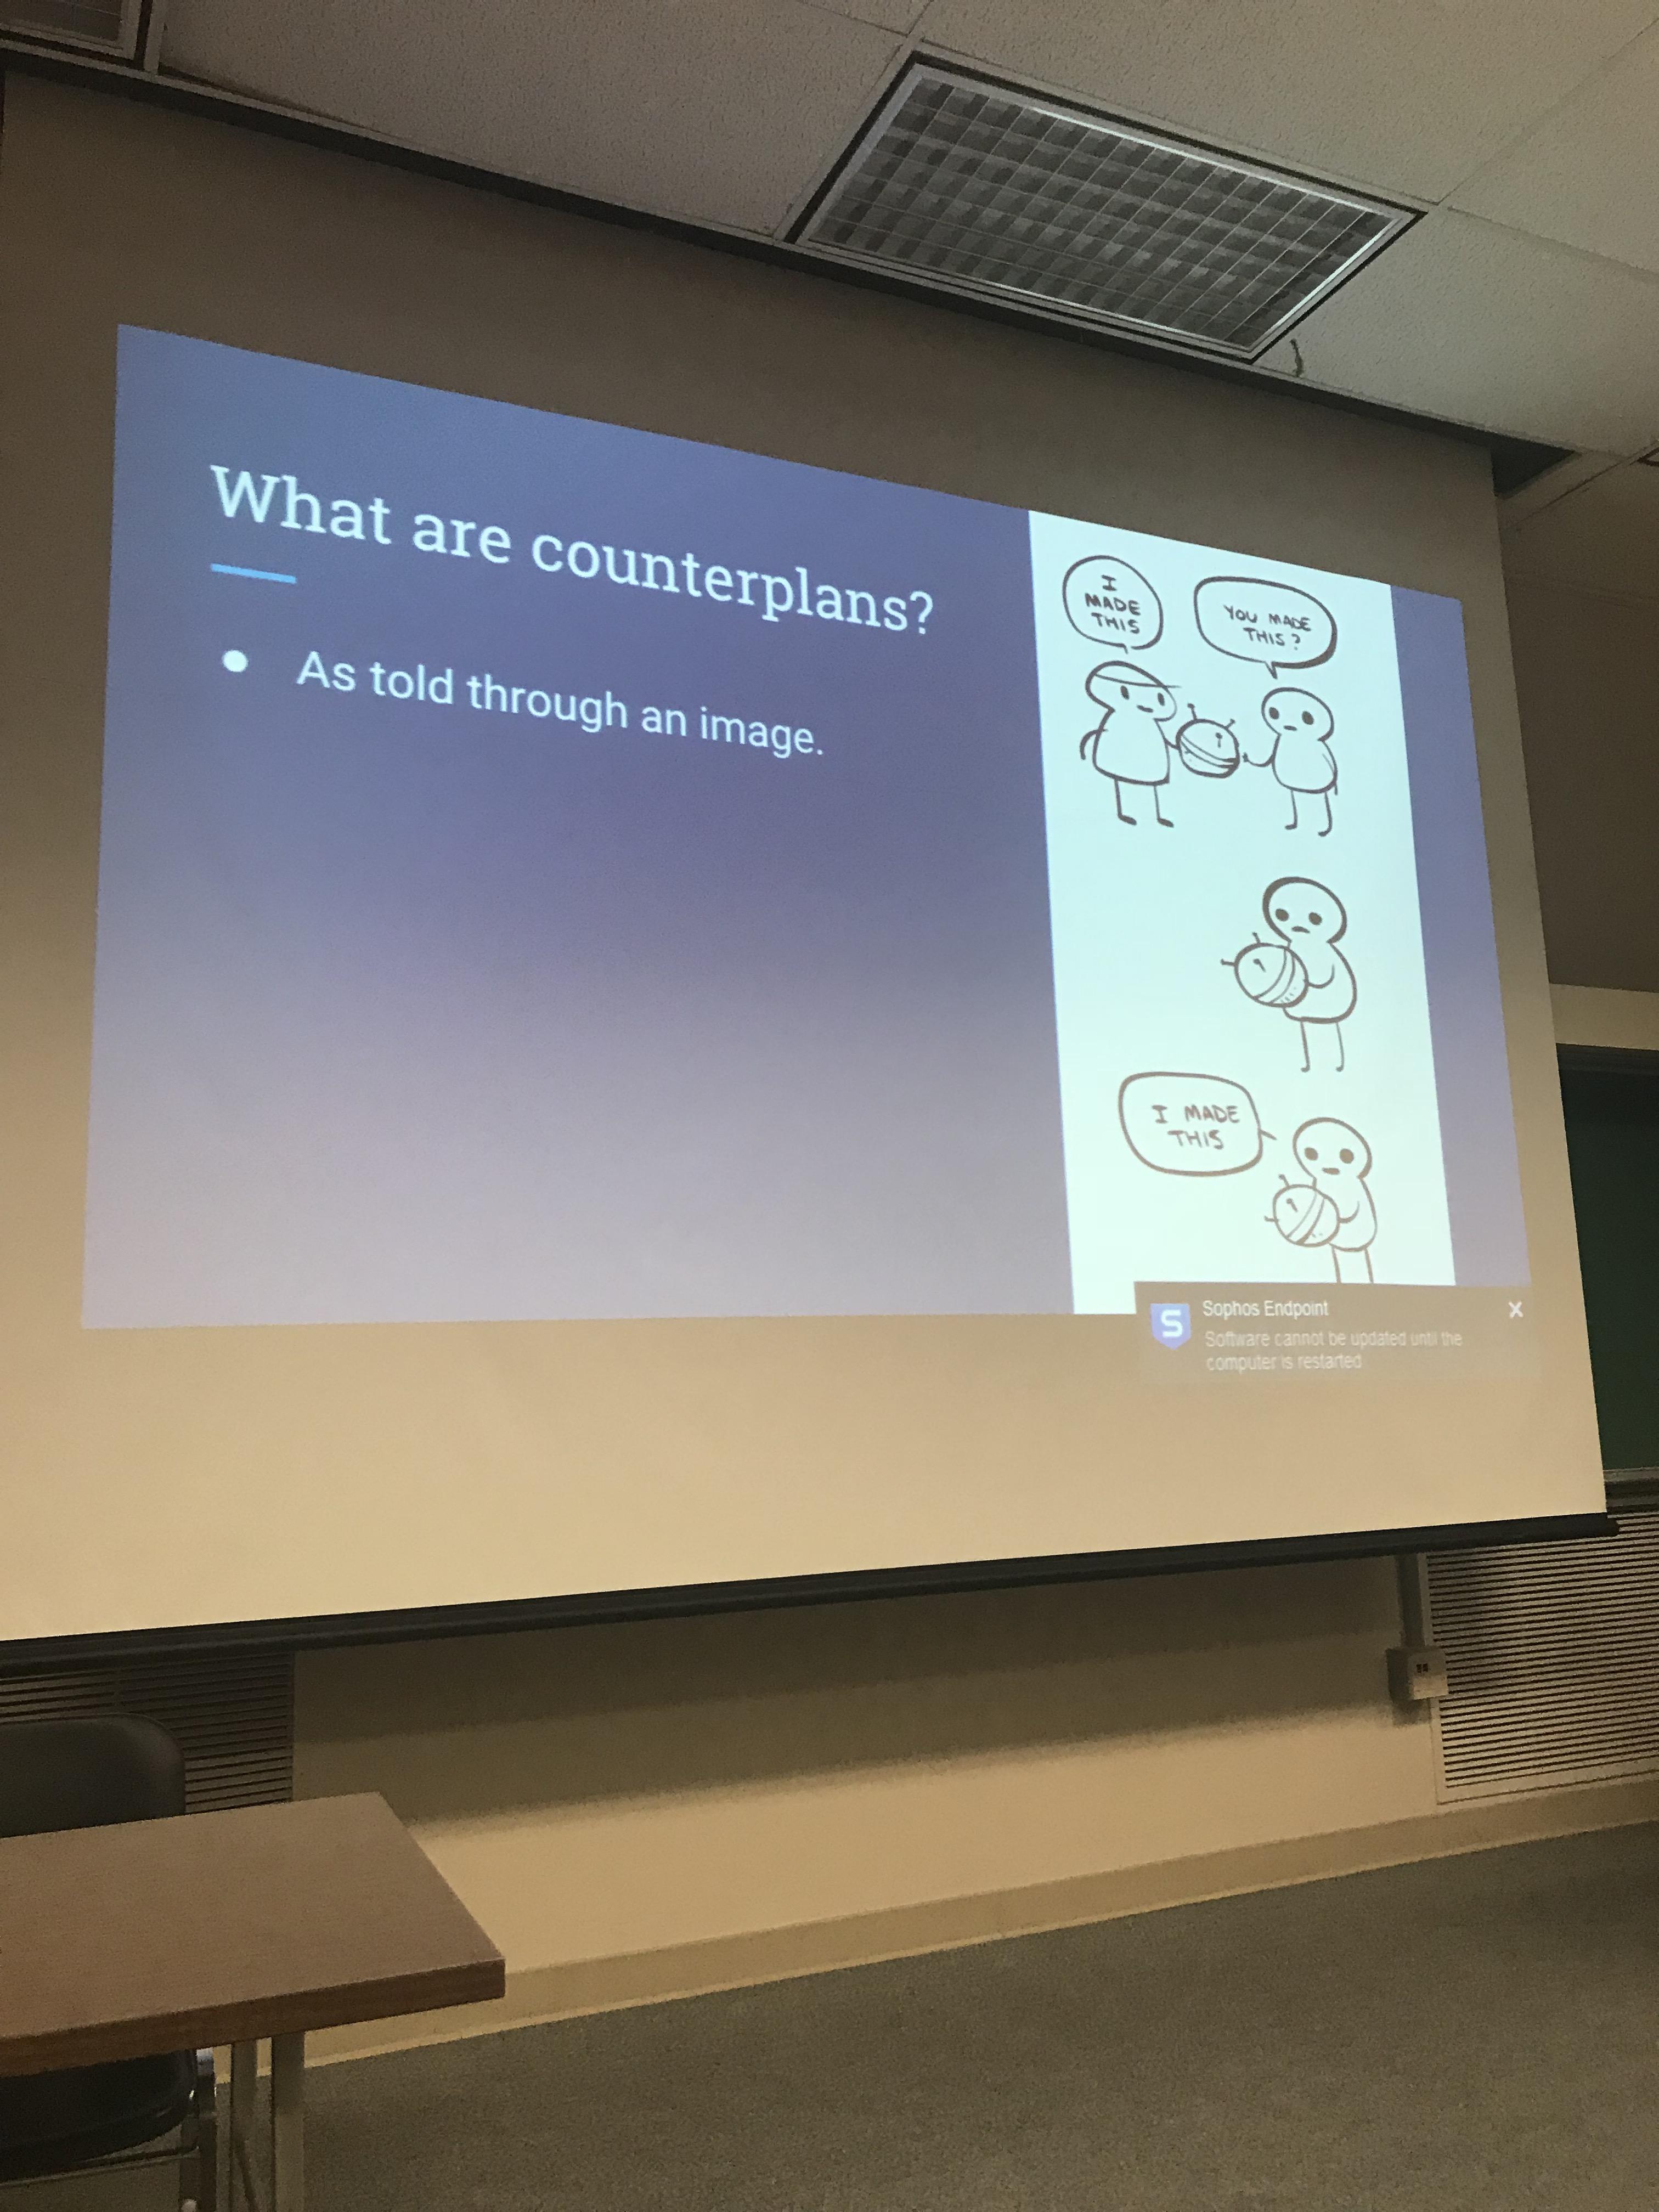 What are counterplans?
● As told through an image.
I
MADE
THIS
YOU MADE
THIS?
I MADE
THIS
Sophos Endpoint
Software cannot be updated until the
computer is restarted